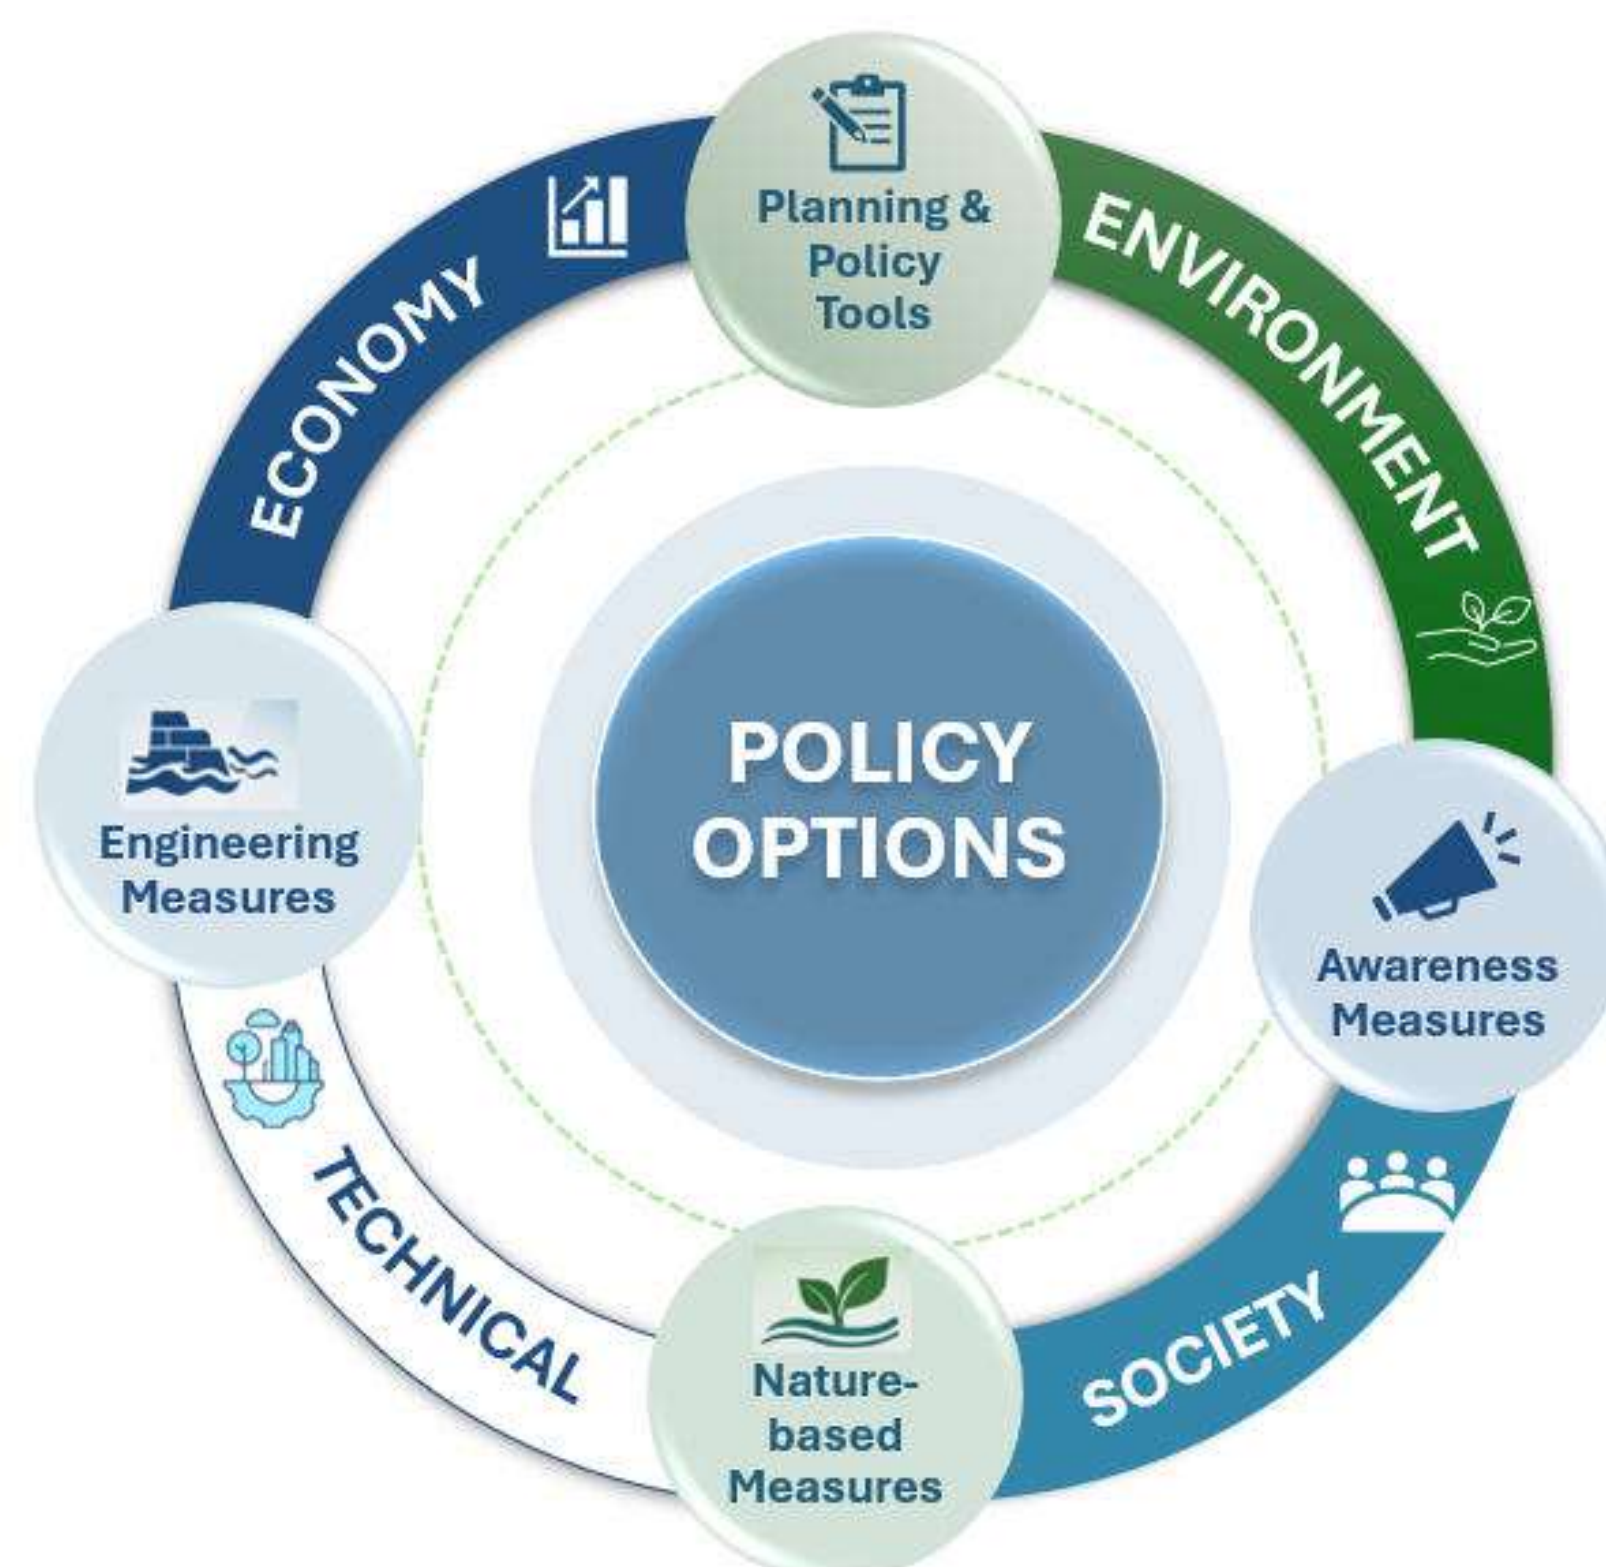 Planning &
Policy
Tools
ECONOMY
ENVIRONMENT
POLICY
OPTIONS
Engineering
Measures
Awareness
Measures
TECHNICAL
SOCIETY
Nature-
based
Measures